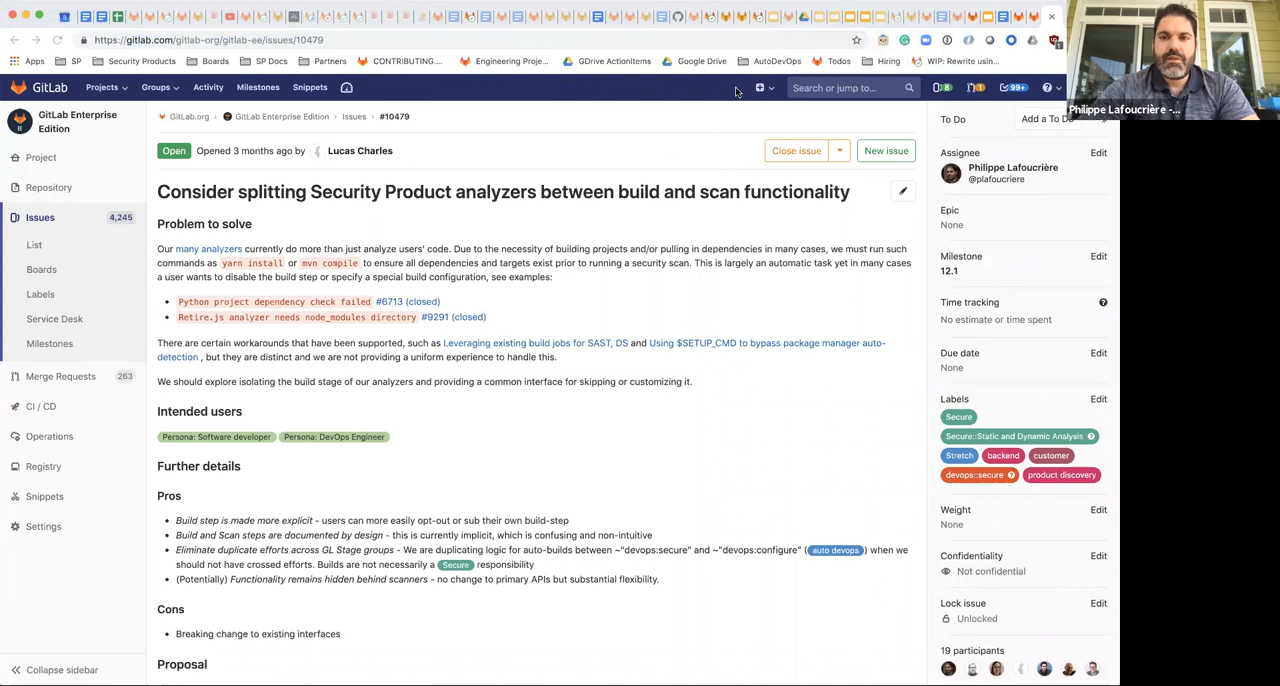 https://gitlab.com/gitlab-org/gitlab-ee/issues/10479
Apps SP Security Products Boards SP Docs Partners CONTRIBUTING.... Engineering Proje... GDrive ActionItems Google Drive AutoDevOps Todos Hiring WIP: Rewrite usin...
GitLab Projects Groups Activity Milestones Snippets Search or jump to... 8 1 99+
Philippe Lafoucrière -...
GitLab Enterprise Edition
Project
Repository
Issues 4,245
List
Boards
Labels
Service Desk
Milestones
Merge Requests 263
CI / CD
Operations
Registry
Snippets
Settings
Collapse sidebar
GitLab.org › GitLab Enterprise Edition › Issues › #10479
Open Opened 3 months ago by Lucas Charles Close issue New issue
Consider splitting Security Product analyzers between build and scan functionality
Problem to solve
Our many analyzers currently do more than just analyze users' code. Due to the necessity of building projects and/or pulling in dependencies in many cases, we must run such
commands as yarn install or mvn compile to ensure all dependencies and targets exist prior to running a security scan. This is largely an automatic task yet in many cases
a user wants to disable the build step or specify a special build configuration, see examples:
• Python project dependency check failed #6713 (closed)
• Retire.js analyzer needs node_modules directory #9291 (closed)
There are certain workarounds that have been supported, such as Leveraging existing build jobs for SAST, DS and Using $SETUP_CMD to bypass package manager auto-
detection , but they are distinct and we are not providing a uniform experience to handle this.
We should explore isolating the build stage of our analyzers and providing a common interface for skipping or customizing it.
Intended users
Persona: Software developer Persona: DevOps Engineer
Further details
Pros
• Build step is made more explicit - users can more easily opt-out or sub their own build-step
• Build and Scan steps are documented by design - this is currently implicit, which is confusing and non-intuitive
• Eliminate duplicate efforts across GL Stage groups - We are duplicating logic for auto-builds between ~"devops:secure" and ~"devops:configure" ( auto devops ) when we
should not have crossed efforts. Builds are not necessarily a Secure responsibility
• (Potentially) Functionality remains hidden behind scanners - no change to primary APIs but substantial flexibility.
Cons
• Breaking change to existing interfaces
Proposal
To Do Add a To Do
Assignee Edit
Philippe Lafoucrière
@plafoucriere
Epic
None
Milestone Edit
12.1
Time tracking
No estimate or time spent
Due date Edit
None
Labels Edit
Secure
Secure::Static and Dynamic Analysis
Stretch backend customer
devops::secure product discovery
Weight Edit
None
Confidentiality Edit
Not confidential
Lock issue Edit
Unlocked
19 participants